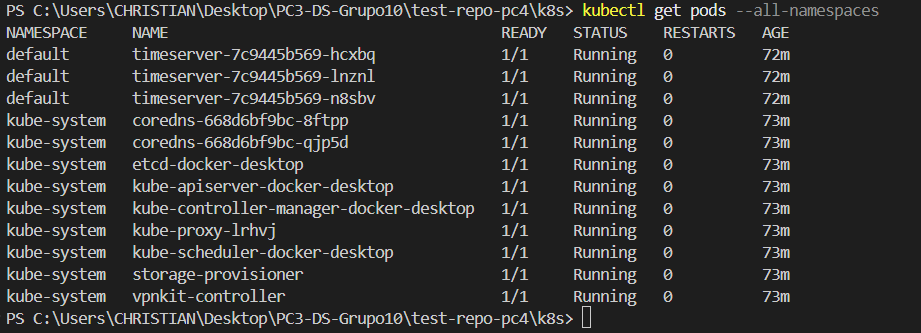 PS C:\Users\CHRISTIAN\Desktop\PC3-DS-Grupo10\test-repo-pc4\k8s> kubectl get pods --all-namespaces
NAMESPACE NAME READY STATUS RESTARTS AGE
default timeserver-7c9445b569-hcxbq 1/1 Running 0 72m
default timeserver-7c9445b569-lnznl 1/1 Running 0 72m
default timeserver-7c9445b569-n8sbv 1/1 Running 0 72m
kube-system coredns-668d6bf9bc-8ftpp 1/1 Running 0 73m
kube-system coredns-668d6bf9bc-qjp5d 1/1 Running 0 73m
kube-system etcd-docker-desktop 1/1 Running 0 73m
kube-system kube-apiserver-docker-desktop 1/1 Running 0 73m
kube-system kube-controller-manager-docker-desktop 1/1 Running 0 73m
kube-system kube-proxy-lrhvj 1/1 Running 0 73m
kube-system kube-scheduler-docker-desktop 1/1 Running 0 73m
kube-system storage-provisioner 1/1 Running 0 73m
kube-system vpnkit-controller 1/1 Running 0 73m
PS C:\Users\CHRISTIAN\Desktop\PC3-DS-Grupo10\test-repo-pc4\k8s>